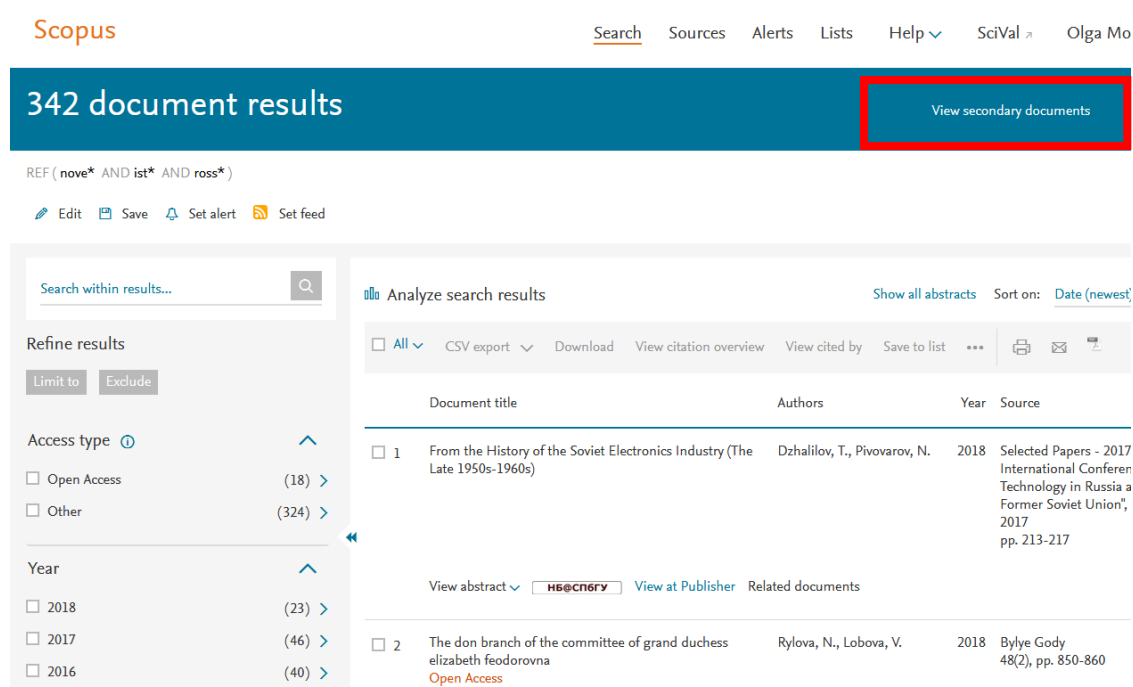 Scopus
Search Sources Alerts Lists Help SciVal Olga Mo
342 document results
View secondary documents
REF ( nove* AND ist* AND ross* )
Edit Save Set alert Set feed
Search within results...
Refine results
Limit to Exclude
Access type
Open Access (18)
Other (324)
Year
2018 (23)
2017 (46)
2016 (40)
Analyze search results
Show all abstracts Sort on: Date (newest)
All CSV export Download View citation overview View cited by Save to list •••
Document title Authors Year Source
1 From the History of the Soviet Electronics Industry (The Dzhalilov, T., Pivovarov, N. 2018 Selected Papers - 2017
Late 1950s-1960s) International Conferen
Technology in Russia a
Former Soviet Union",
2017
pp. 213-217
View abstract НБ@СПбГУ View at Publisher Related documents
2 The don branch of the committee of grand duchess Rylova, N., Lobova, V. 2018 Bylye Gody
elizabeth feodorovna 48(2), pp. 850-860
Open Access